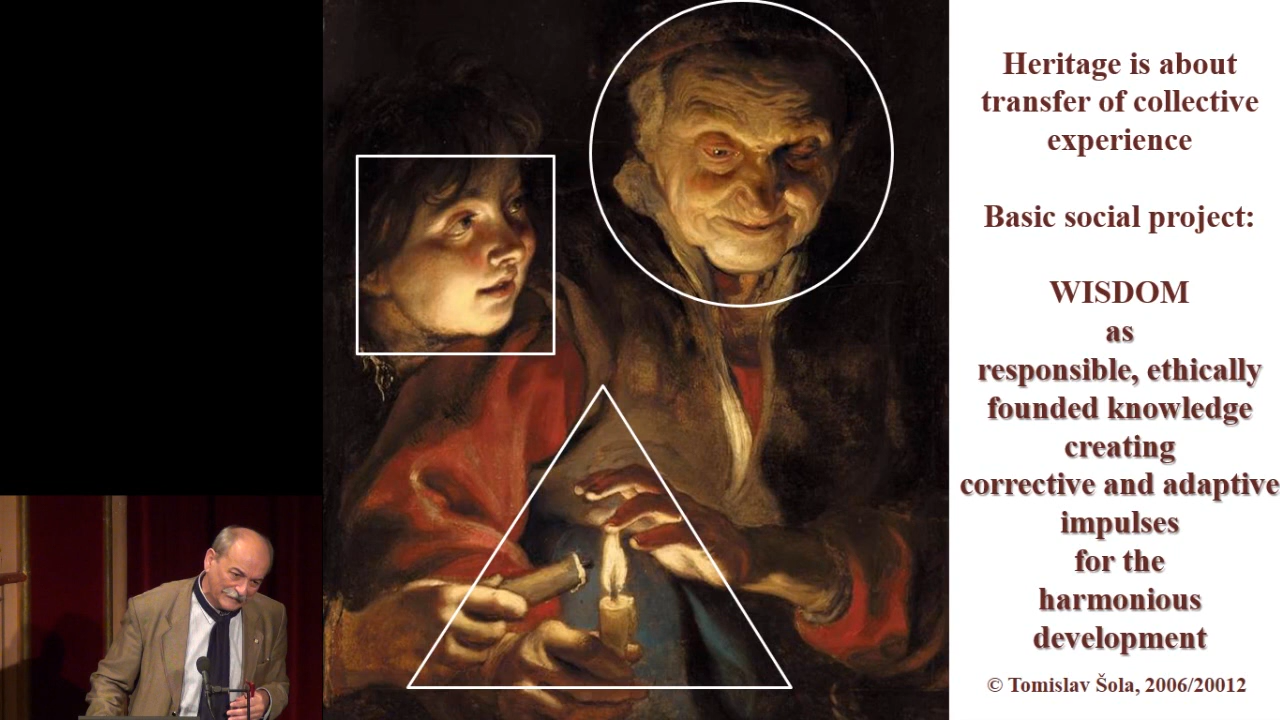 Heritage is about
transfer of collective
experience
Basic social project:
WISDOM
as
responsible, ethically
founded knowledge
creating
corrective and adaptive
impulses
for the
harmonious
development
© Tomislav Šola, 2006/20012